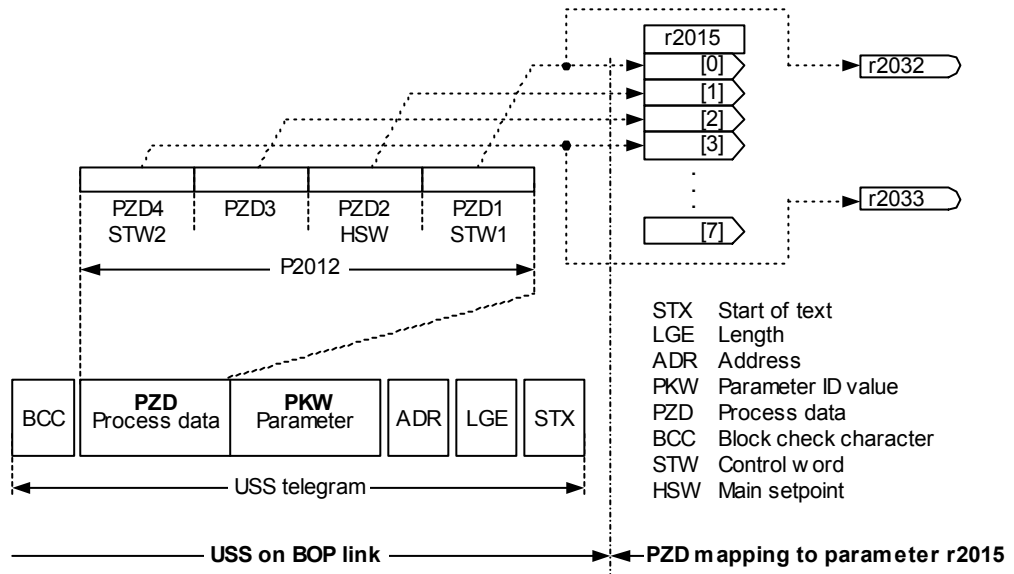 r2015
[0]
r2032
[1]
[2]
[3]
PZD4 PZD3 PZD2 PZD1
STW2 HSW STW1
r2033
[7]
P2012
STX Start of text
LGE Length
ADR Address
PKW Parameter ID value
PZD Process data
BCC Block check character
STW Control word
HSW Main setpoint
BCC
PZD
Process data
PKW
Parameter
ADR
LGE
STX
USS telegram
USS on BOP link
PZD mapping to parameter r2015